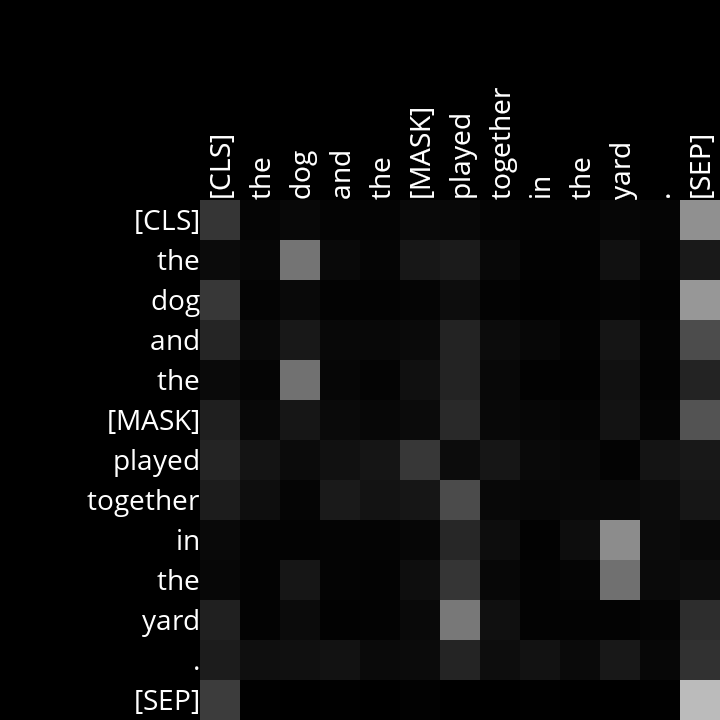 [CLS] the dog and the [MASK] played together in the yard . [SEP]
[CLS]
the
dog
and
the
[MASK]
played
together
in
the
yard
.
[SEP]